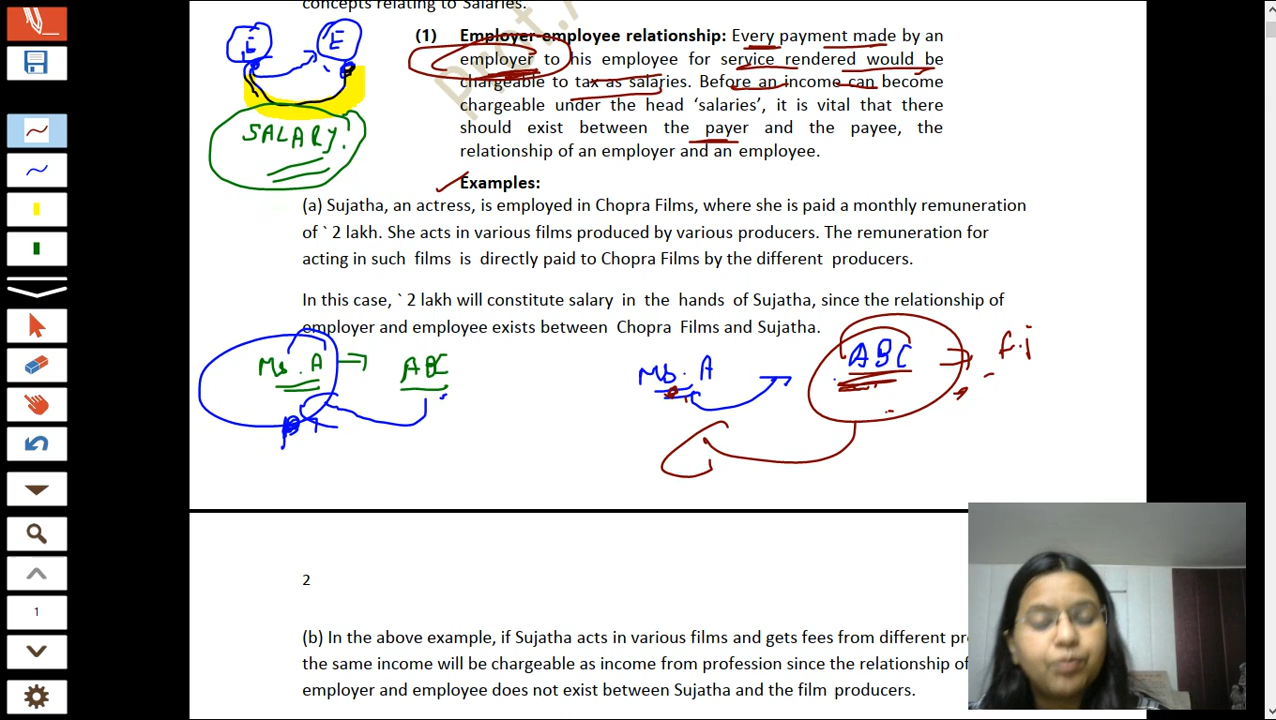 concepts relating to Salaries.
(1) Employer-employee relationship: Every payment made by an
employer to his employee for service rendered would be
chargeable to tax as salaries. Before an income can become
chargeable under the head ‘salaries’, it is vital that there
should exist between the payer and the payee, the
relationship of an employer and an employee.
E E
SALARY.
Examples:
(a) Sujatha, an actress, is employed in Chopra Films, where she is paid a monthly remuneration
of ` 2 lakh. She acts in various films produced by various producers. The remuneration for
acting in such films is directly paid to Chopra Films by the different producers.
In this case, ` 2 lakh will constitute salary in the hands of Sujatha, since the relationship of
employer and employee exists between Chopra Films and Sujatha.
Ms. A ABC Ms. A ABC
2
(b) In the above example, if Sujatha acts in various films and gets fees from different
the same income will be chargeable as income from profession since the relationship of
employer and employee does not exist between Sujatha and the film producers.
1